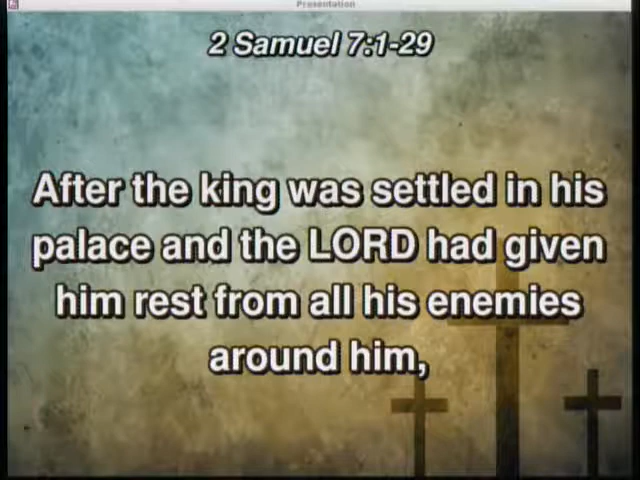 Presentation
2 Samuel 7:1-29
After the king was settled in his
palace and the LORD had given
him rest from all his enemies
around him,